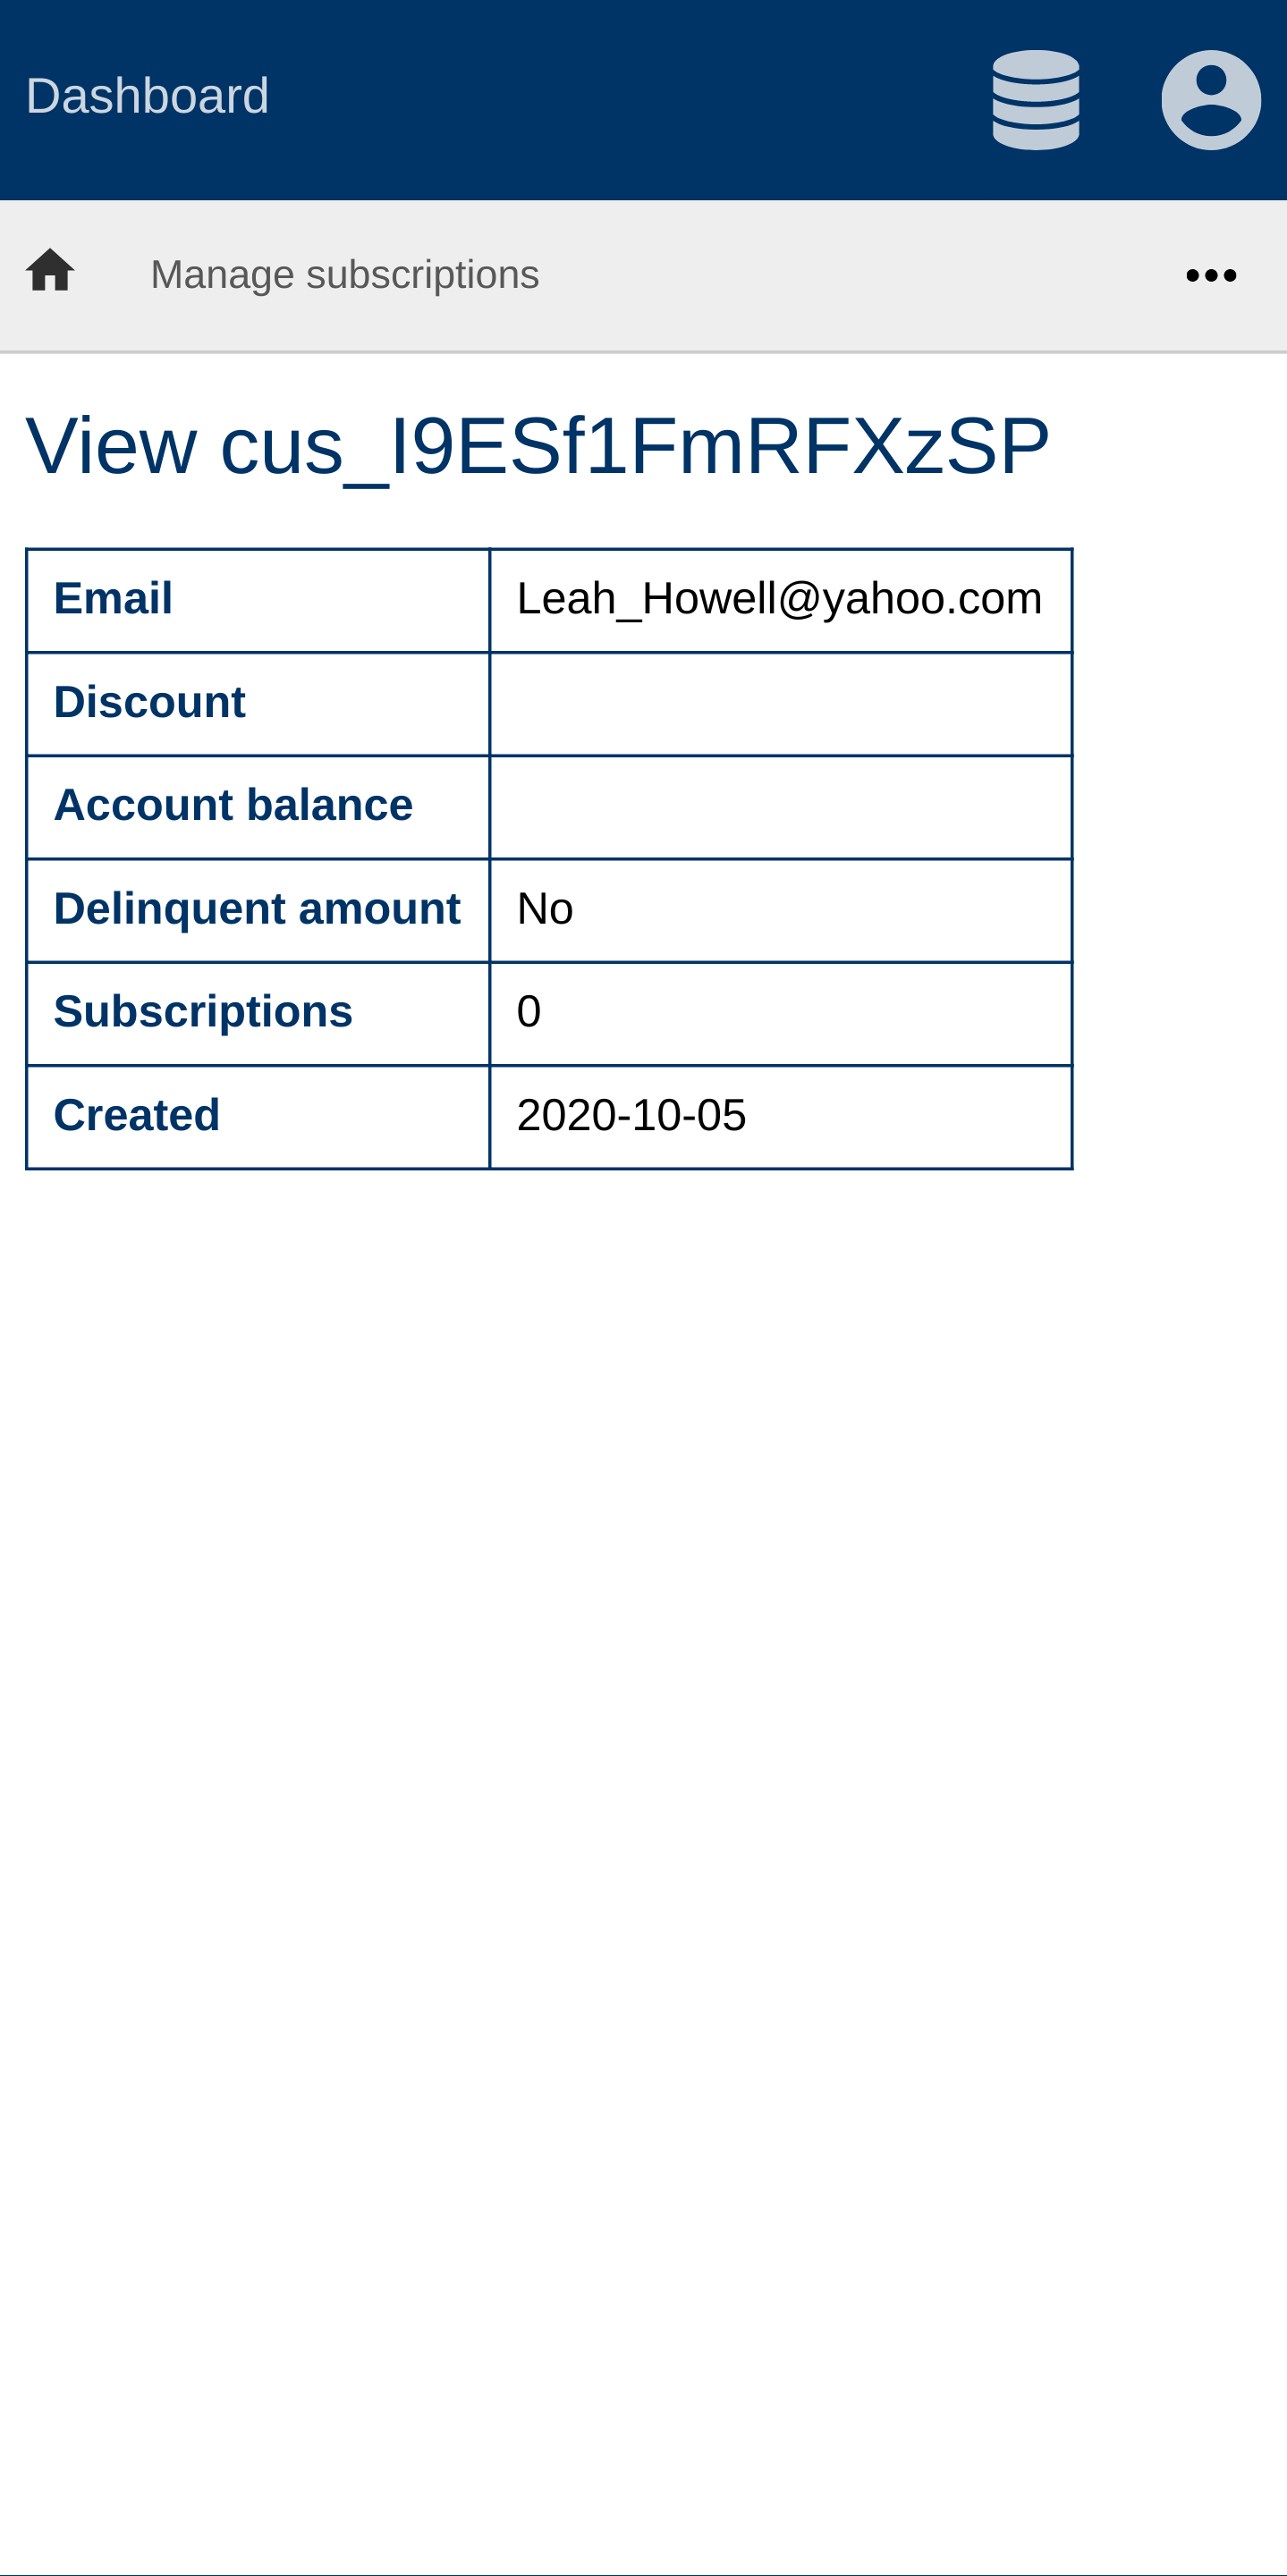 Dashboard
Manage subscriptions
View cus_I9ESf1FmRFXzSP
Email Leah_Howell@yahoo.com
Discount
Account balance
Delinquent amount No
Subscriptions 0
Created 2020-10-05